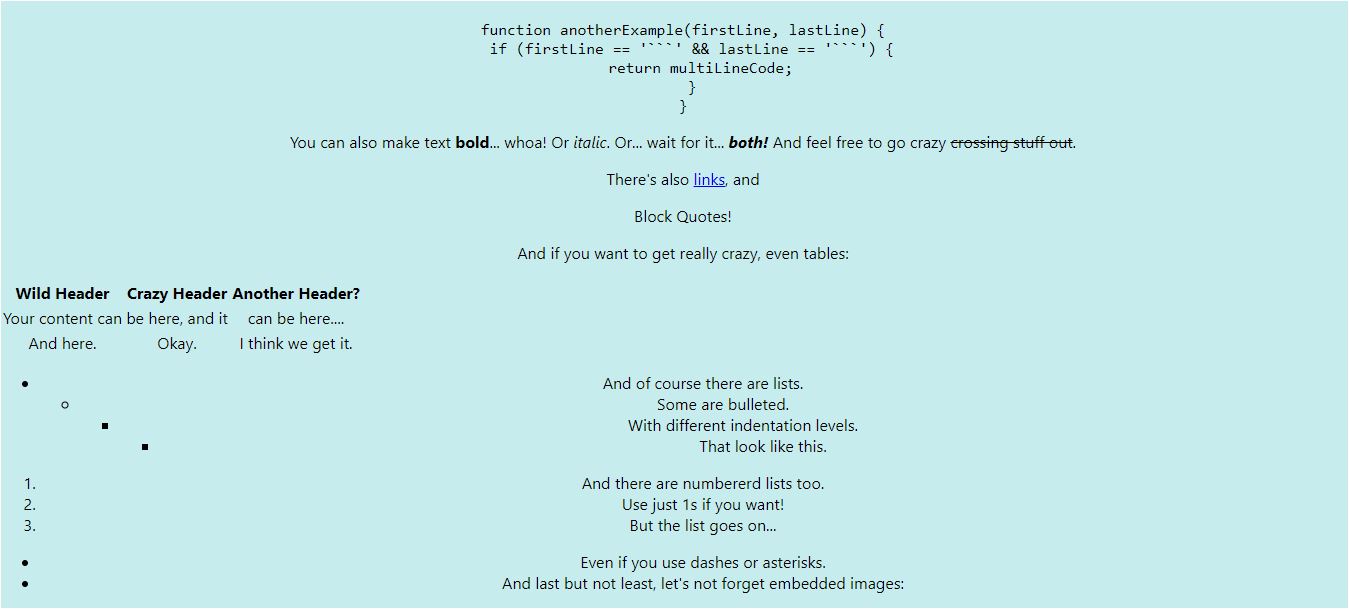 function anotherExample(firstLine, lastLine) {
if (firstLine == '```' && lastLine == '```') {
return multiLineCode;
}
}
You can also make text bold... whoa! Or italic. Or... wait for it... both! And feel free to go crazy crossing stuff out.
There's also links, and
Block Quotes!
And if you want to get really crazy, even tables:
Wild Header Crazy Header Another Header?
Your content can be here, and it can be here....
And here. Okay. I think we get it.
And of course there are lists.
Some are bulleted.
With different indentation levels.
That look like this.
1. And there are numbererd lists too.
2. Use just 1s if you want!
3. But the list goes on...
Even if you use dashes or asterisks.
And last but not least, let's not forget embedded images: